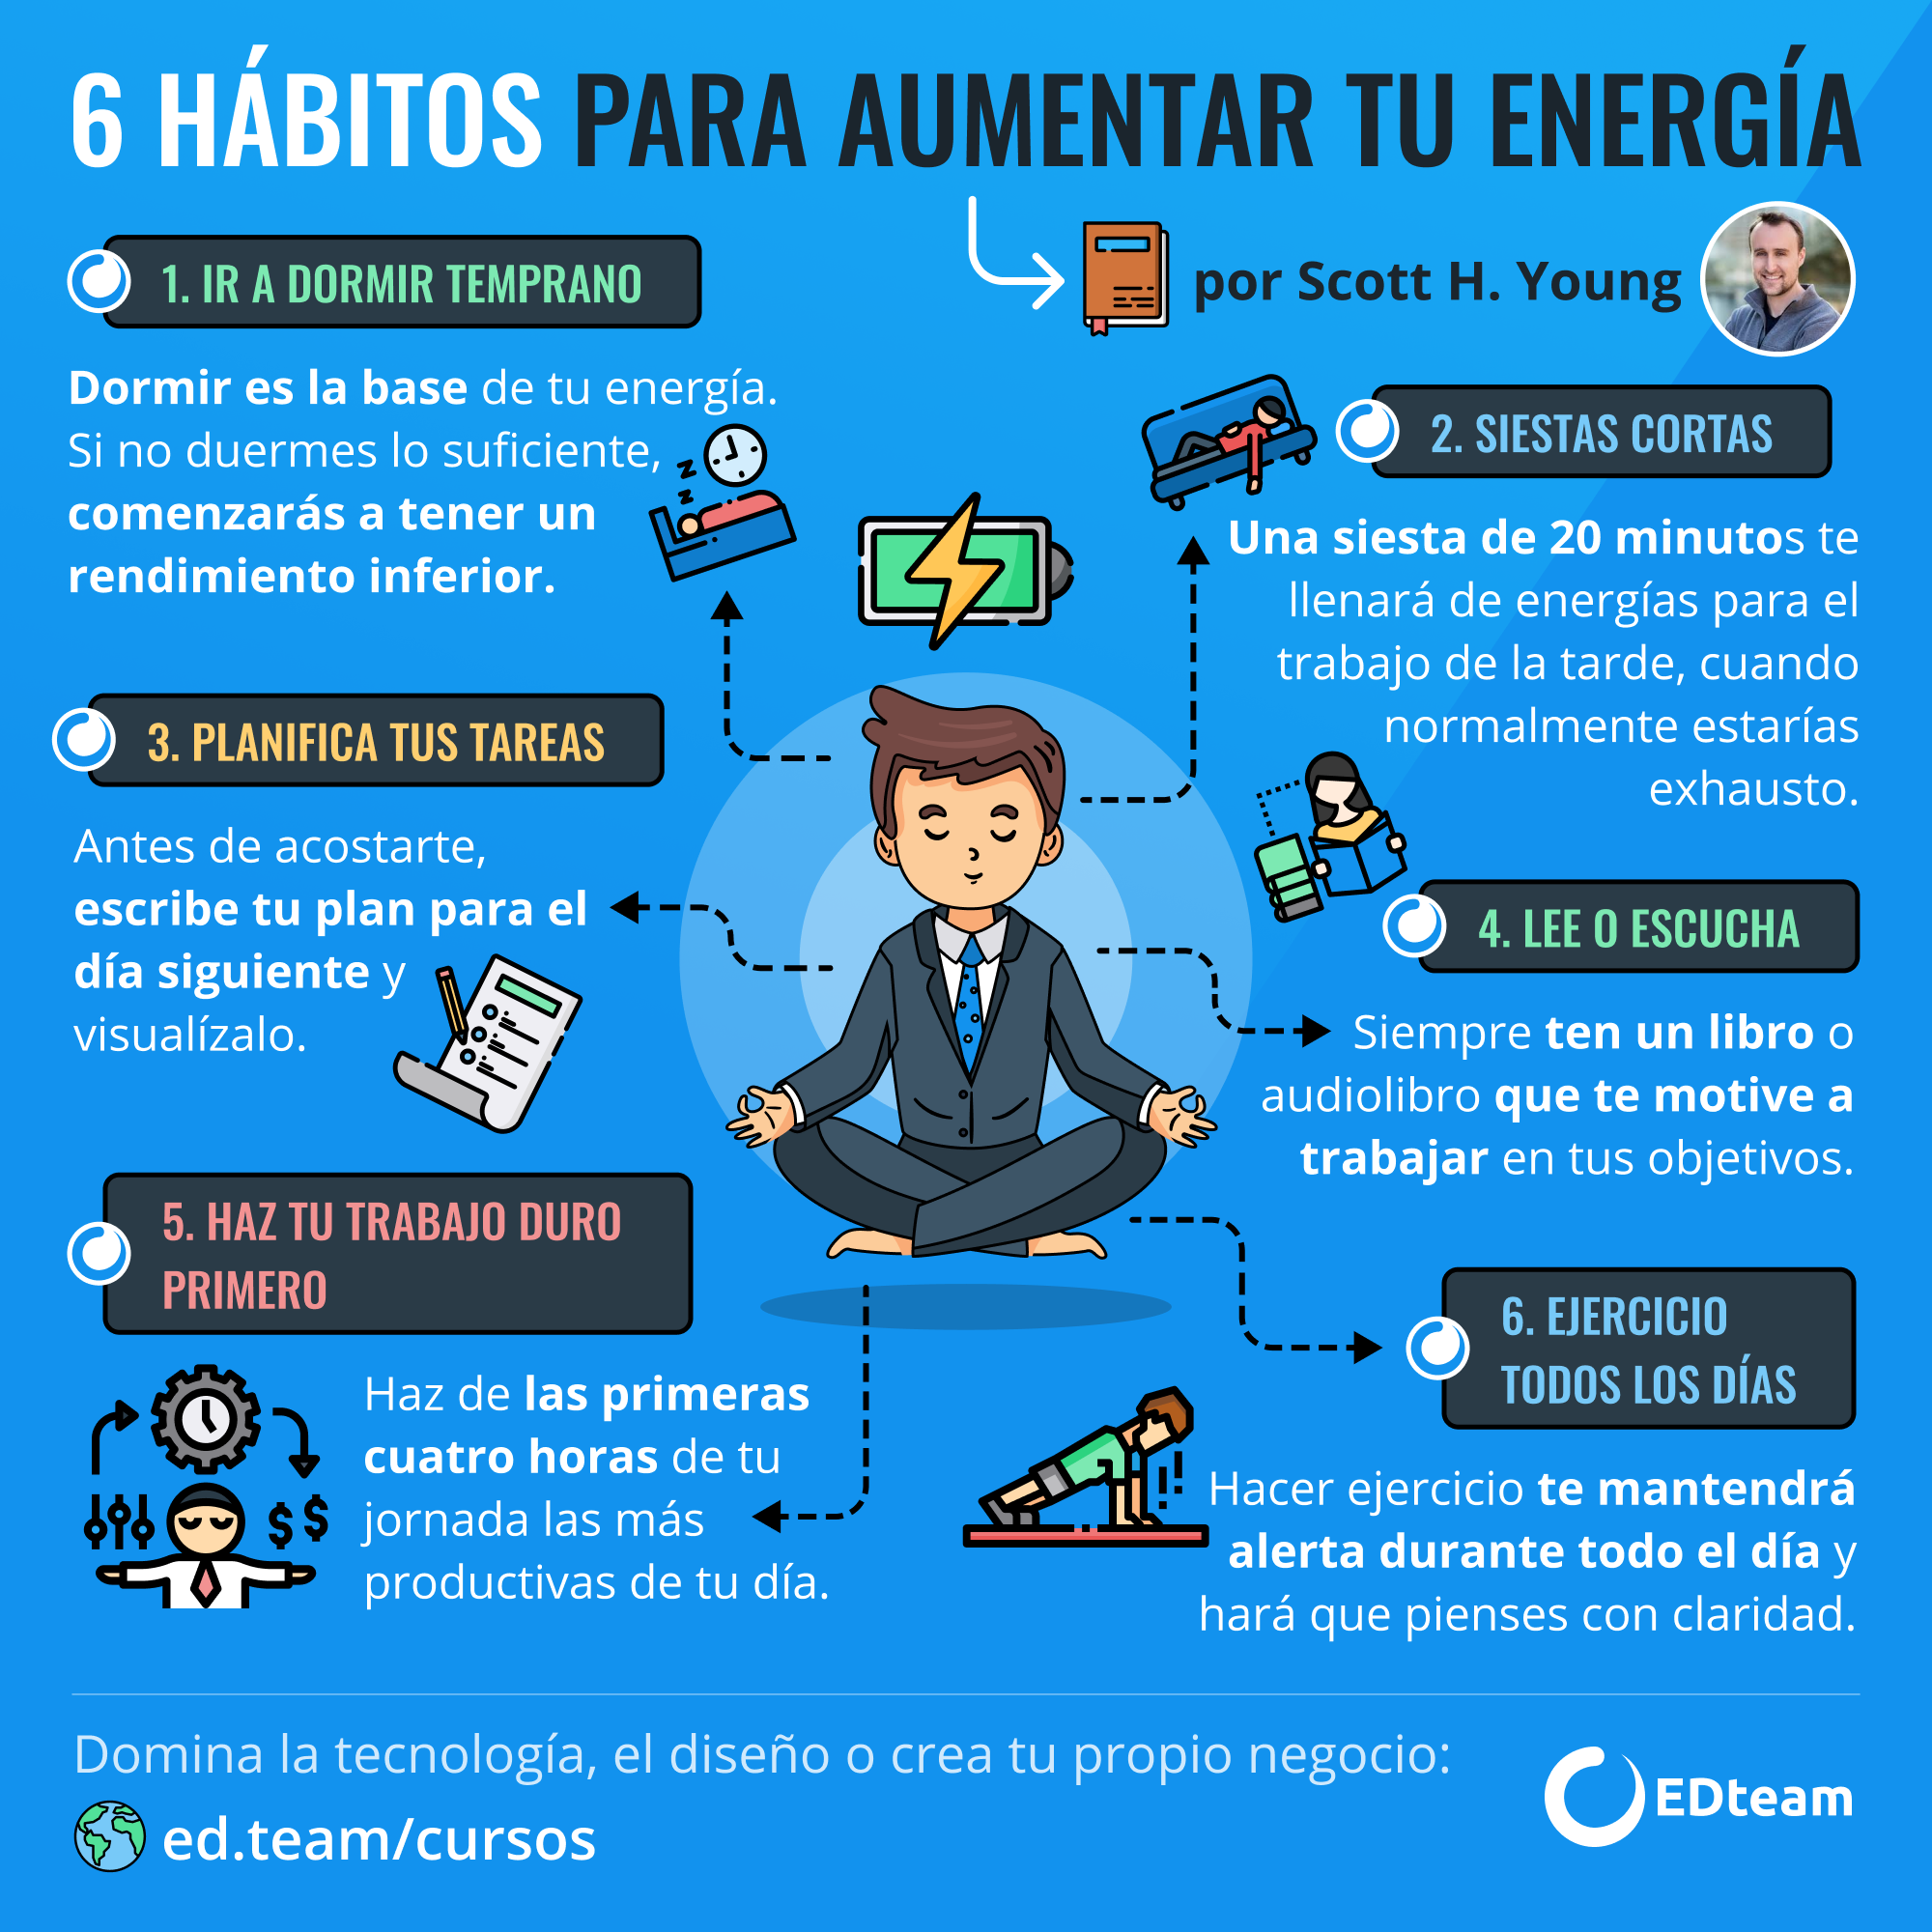 6 HÁBITOS PARA AUMENTAR TU ENERGÍA
por Scott H. Young
1. IR A DORMIR TEMPRANO
Dormir es la base de tu energía.
Si no duermes lo suficiente,
comenzarás a tener un
rendimiento inferior.
2. SIESTAS CORTAS
Una siesta de 20 minutos te
llenará de energías para el
trabajo de la tarde, cuando
normalmente estarías
exhausto.
3. PLANIFICA TUS TAREAS
Antes de acostarte,
escribe tu plan para el
día siguiente y
visualízalo.
4. LEE O ESCUCHA
Siempre ten un libro o
audiolibro que te motive a
trabajar en tus objetivos.
5. HAZ TU TRABAJO DURO
PRIMERO
Haz de las primeras
cuatro horas de tu
jornada las más
productivas de tu día.
6. EJERCICIO
TODOS LOS DÍAS
Hacer ejercicio te mantendrá
alerta durante todo el día y
hará que pienses con claridad.
Domina la tecnología, el diseño o crea tu propio negocio:
ed.team/cursos
EDteam